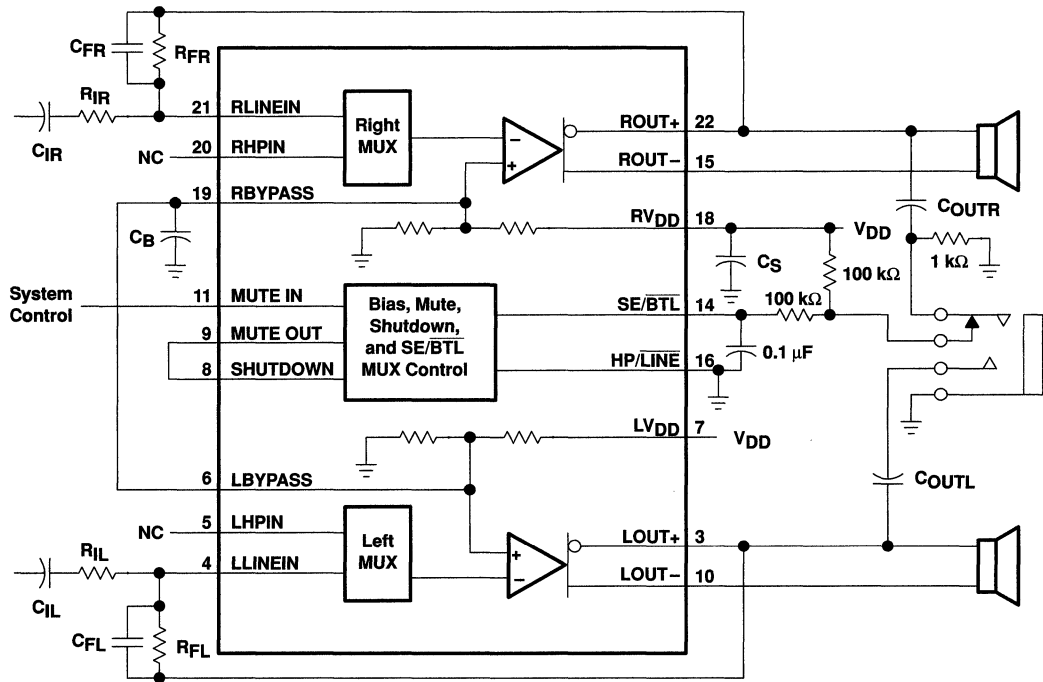 CFR
RFR
RIR
CIR
21 RLINEIN
NC
20 RHPIN
19 RBYPASS
CB
Right
MUX
−
+
ROUT+ 22
ROUT− 15
RVDD 18
VDD
CS
COUTR
1 kΩ
100 kΩ
100 kΩ
System
Control
11 MUTE IN
9 MUTE OUT
8 SHUTDOWN
Bias, Mute,
Shutdown,
and SE/BTL
MUX Control
SE/BTL 14
HP/LINE 16
0.1 μF
LVDD 7
VDD
6 LBYPASS
COUTL
NC
5 LHPIN
4 LLINEIN
RIL
CIL
CFL
RFL
Left
MUX
+
−
LOUT+ 3
LOUT− 10